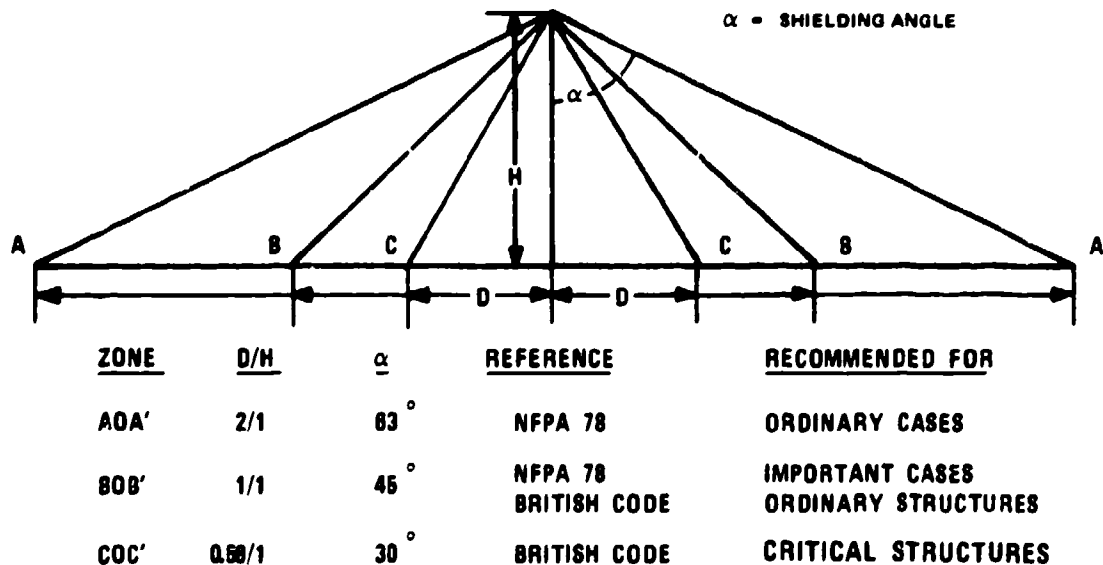 α = SHIELDING ANGLE
α
H
A B C C B A
D D
ZONE D/H α REFERENCE RECOMMENDED FOR
AOA′ 2/1 63° NFPA 78 ORDINARY CASES
BOB′ 1/1 45° NFPA 78 IMPORTANT CASES
BRITISH CODE ORDINARY STRUCTURES
COC′ 0.58/1 30° BRITISH CODE CRITICAL STRUCTURES